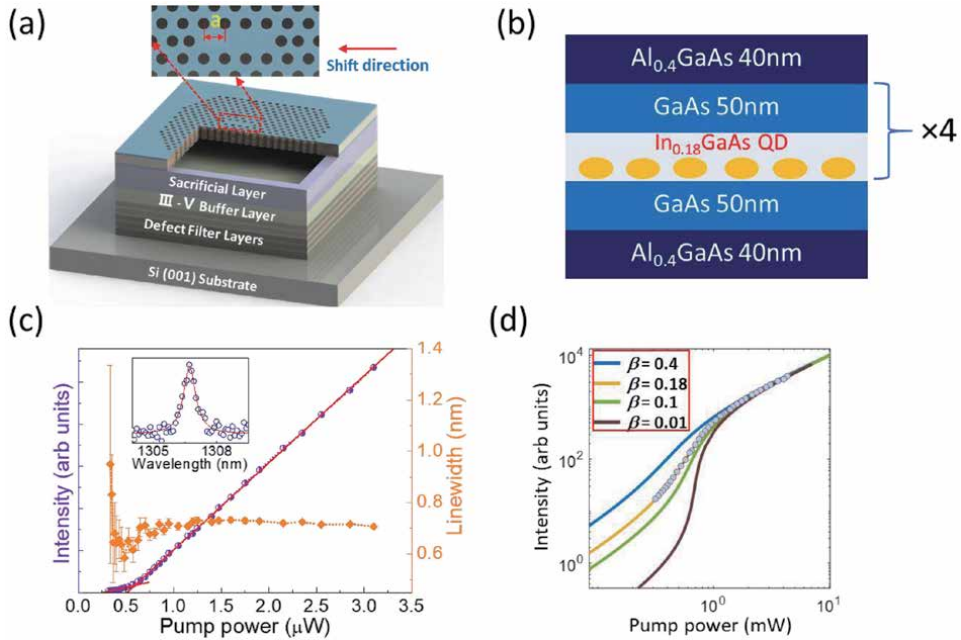 (a)
a
Shift direction
Sacrificial Layer
Ⅲ-Ⅴ Buffer Layer
Defect Filter Layers
Si (001) Substrate
(b)
Al0.4GaAs 40nm
GaAs 50nm
In0.18GaAs QD
GaAs 50nm
Al0.4GaAs 40nm
×4
(c)
Intensity (arb units)
1305 1308
Wavelength (nm)
1.4
1.2
1.0
0.8
0.6
Linewidth (nm)
0.0 0.5 1.0 1.5 2.0 2.5 3.0 3.5
Pump power (μW)
(d)
Intensity (arb units)
10^4
10^2
10^0
β= 0.4
β= 0.18
β= 0.1
β= 0.01
10^0 10^1
Pump power (mW)